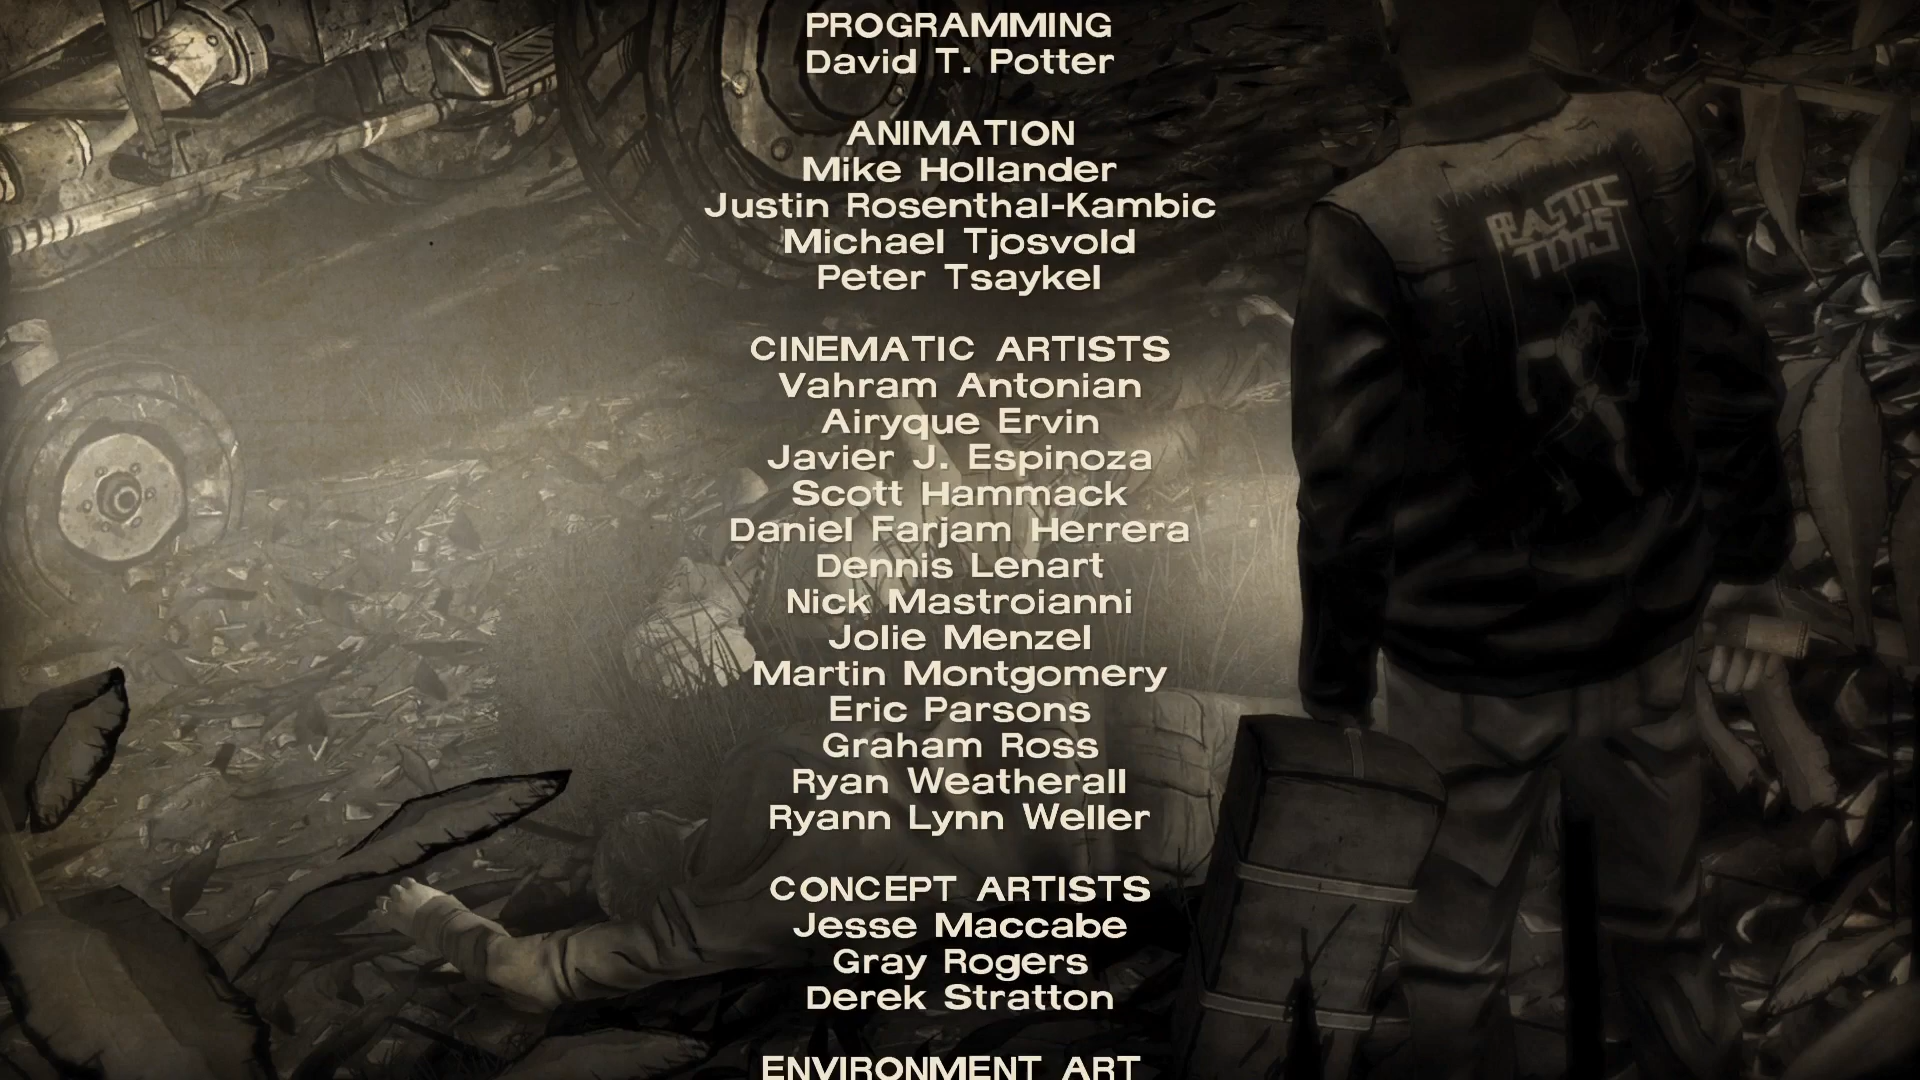 PROGRAMMING
David T. Potter
ANIMATION
Mike Hollander
Justin Rosenthal-Kambic
Michael Tjosvold
Peter Tsaykel
CINEMATIC ARTISTS
Vahram Antonian
Airyque Ervin
Javier J. Espinoza
Scott Hammack
Daniel Farjam Herrera
Dennis Lenart
Nick Mastroianni
Jolie Menzel
Martin Montgomery
Eric Parsons
Graham Ross
Ryan Weatherall
Ryann Lynn Weller
CONCEPT ARTISTS
Jesse Maccabe
Gray Rogers
Derek Stratton
ENVIRONMENT ART
PLASTIC
TOYS